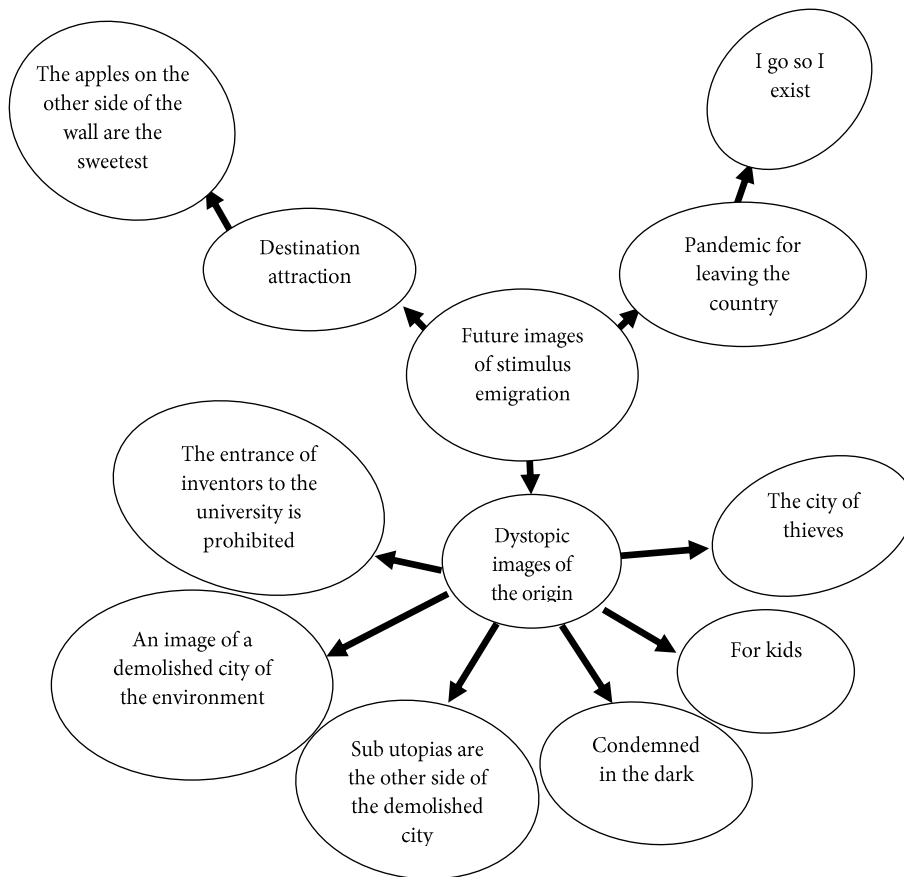 The apples on the
other side of the
wall are the
sweetest
I go so I
exist
Destination
attraction
Pandemic for
leaving the
country
Future images
of stimulus
emigration
The entrance of
inventors to the
university is
prohibited
Dystopic
images of
the origin
The city of
thieves
An image of a
demolished city of
the environment
For kids
Sub utopias are
the other side of
the demolished
city
Condemned
in the dark